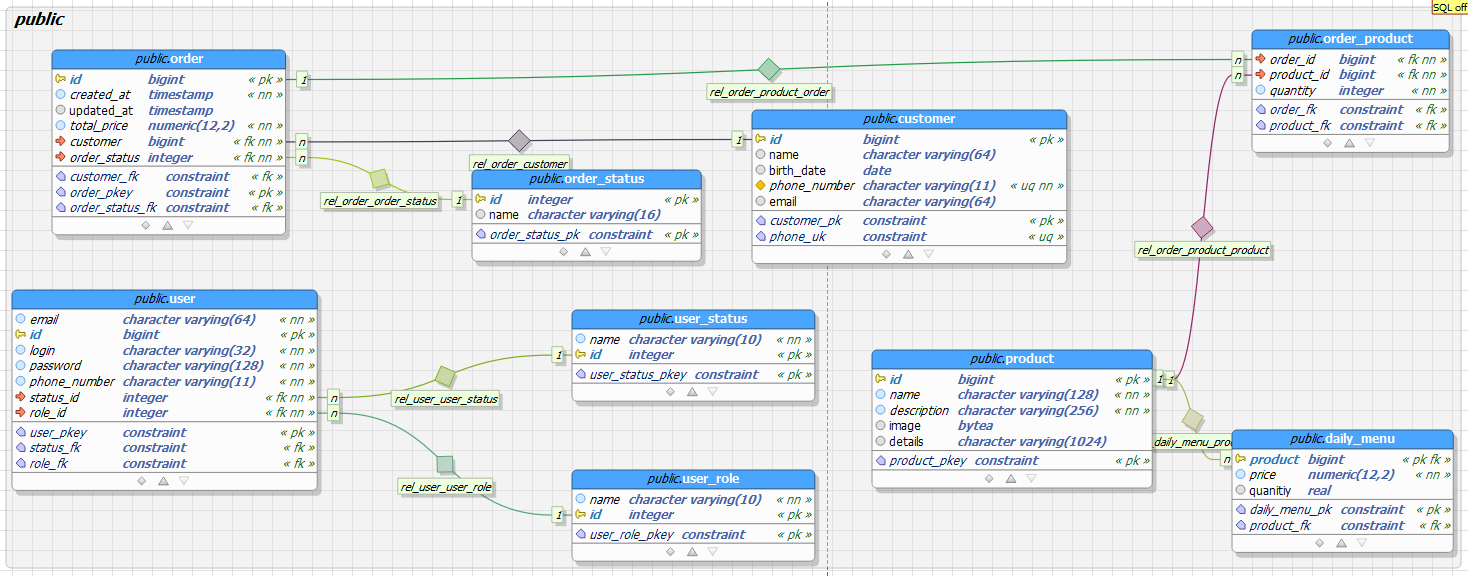 public
SQL off
public.order
id bigint « pk »
created_at timestamp « nn »
updated_at timestamp
total_price numeric(12,2) « nn »
customer bigint « fk nn »
order_status integer « fk nn »
customer_fk constraint « fk »
order_pkey constraint « pk »
order_status_fk constraint « fk »
1
n
n
rel_order_product_order
rel_order_customer
rel_order_order_status
1
1
public.order_status
id integer « pk »
name character varying(16)
order_status_pk constraint « pk »
public.customer
id bigint « pk »
name character varying(64)
birth_date date
phone_number character varying(11) « uq nn »
email character varying(64)
customer_pk constraint « pk »
phone_uk constraint « uq »
n
n
public.order_product
order_id bigint « fk nn »
product_id bigint « fk nn »
quantity integer « nn »
order_fk constraint « fk »
product_fk constraint « fk »
rel_order_product_product
public.user
email character varying(64) « nn »
id bigint « pk »
login character varying(32) « nn »
password character varying(128) « nn »
phone_number character varying(11) « nn »
status_id integer « fk nn »
role_id integer « fk nn »
user_pkey constraint « pk »
status_fk constraint « fk »
role_fk constraint « fk »
n
n
rel_user_user_status
rel_user_user_role
1
1
public.user_status
name character varying(10) « nn »
id integer « pk »
user_status_pkey constraint « pk »
public.user_role
name character varying(10) « nn »
id integer « pk »
user_role_pkey constraint « pk »
public.product
id bigint « pk »
name character varying(128) « nn »
description character varying(256) « nn »
image bytea
details character varying(1024)
product_pkey constraint « pk »
1
1
daily_menu_pro
n
public.daily_menu
product bigint « pk fk »
price numeric(12,2) « nn »
quanitiy real
daily_menu_pk constraint « pk »
product_fk constraint « fk »